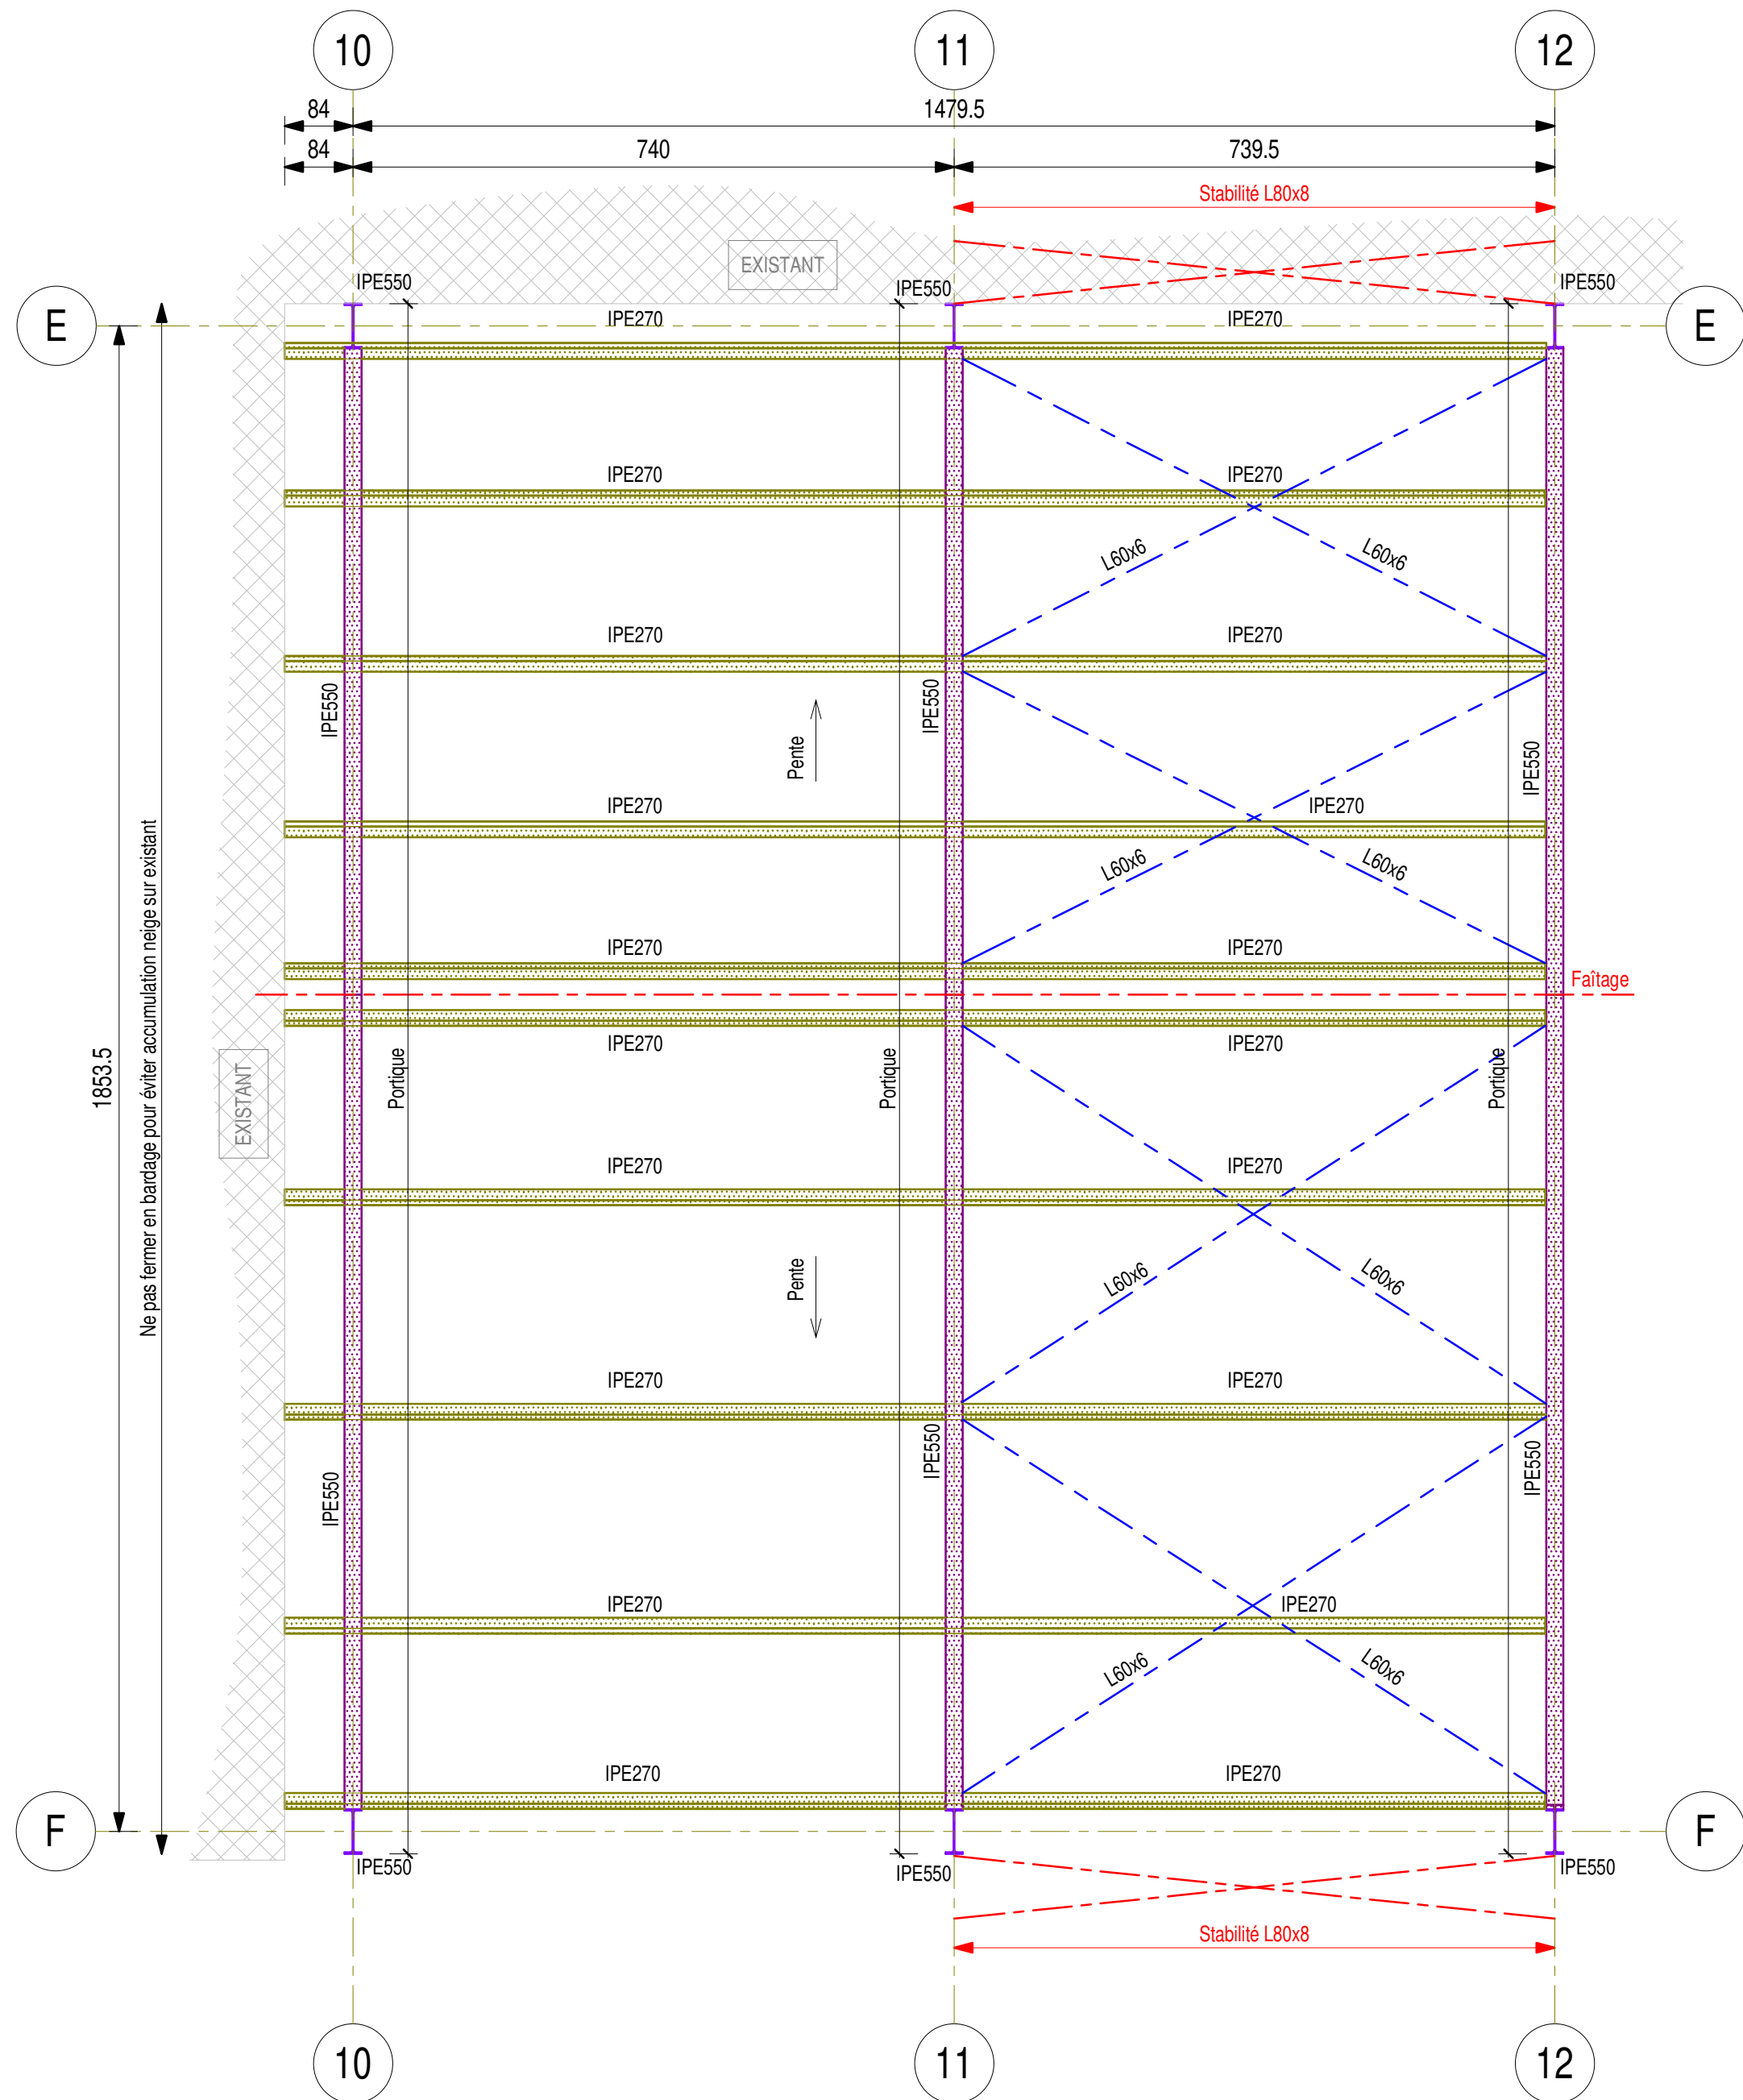 10 11 12
84 1479.5
84 740 739.5
Stabilité L80x8
EXISTANT
IPE550 IPE550 IPE550
E IPE270 IPE270 E
IPE270 IPE270
L60x6 L60x6
IPE270 IPE270
IPE550 IPE550 IPE550
Pente
IPE270 IPE270
L60x6 L60x6
Ne pas fermer en bardage pour éviter accumulation neige sur existant
IPE270 IPE270
Faîtage
IPE270 IPE270
1853.5
EXISTANT
Portique Portique Portique
IPE270 IPE270
Pente
L60x6 L60x6
IPE270 IPE270
IPE550 IPE550 IPE550
IPE270 IPE270
L60x6 L60x6
IPE270 IPE270
F F
IPE550 IPE550 IPE550
Stabilité L80x8
10 11 12